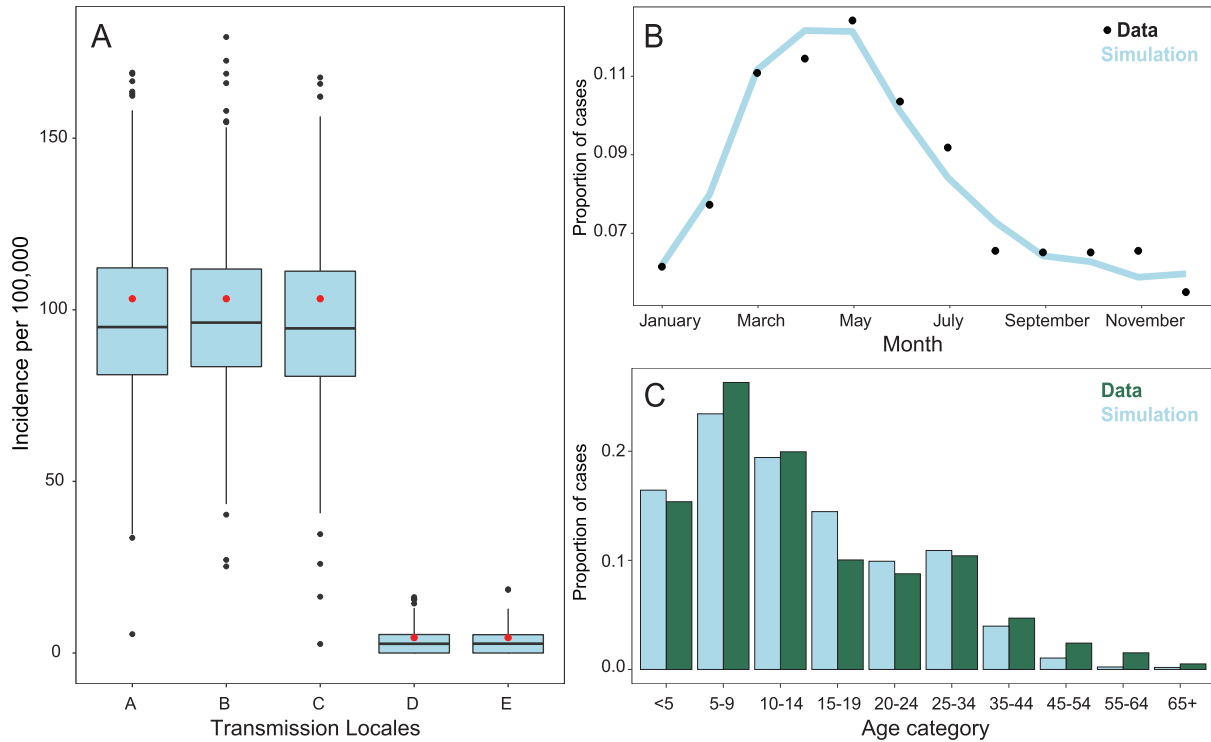 A
Incidence per 100,000
150
100
50
0
A B C D E
Transmission Locales
B
Data
Simulation
Proportion of cases
0.11
0.09
0.07
January March May July September November
Month
C
Data
Simulation
Proportion of cases
0.2
0.1
0.0
<5 5-9 10-14 15-19 20-24 25-34 35-44 45-54 55-64 65+
Age category